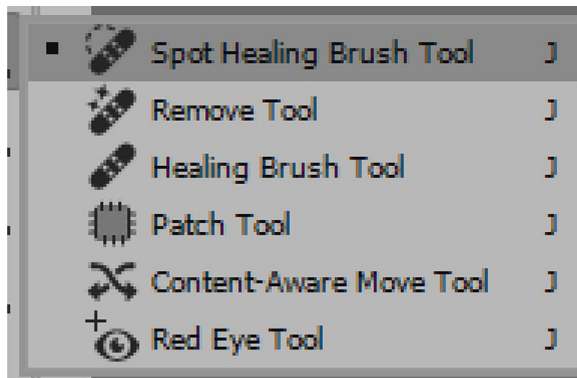 Spot Healing Brush Tool J
Remove Tool J
Healing Brush Tool J
Patch Tool J
Content-Aware Move Tool J
Red Eye Tool J